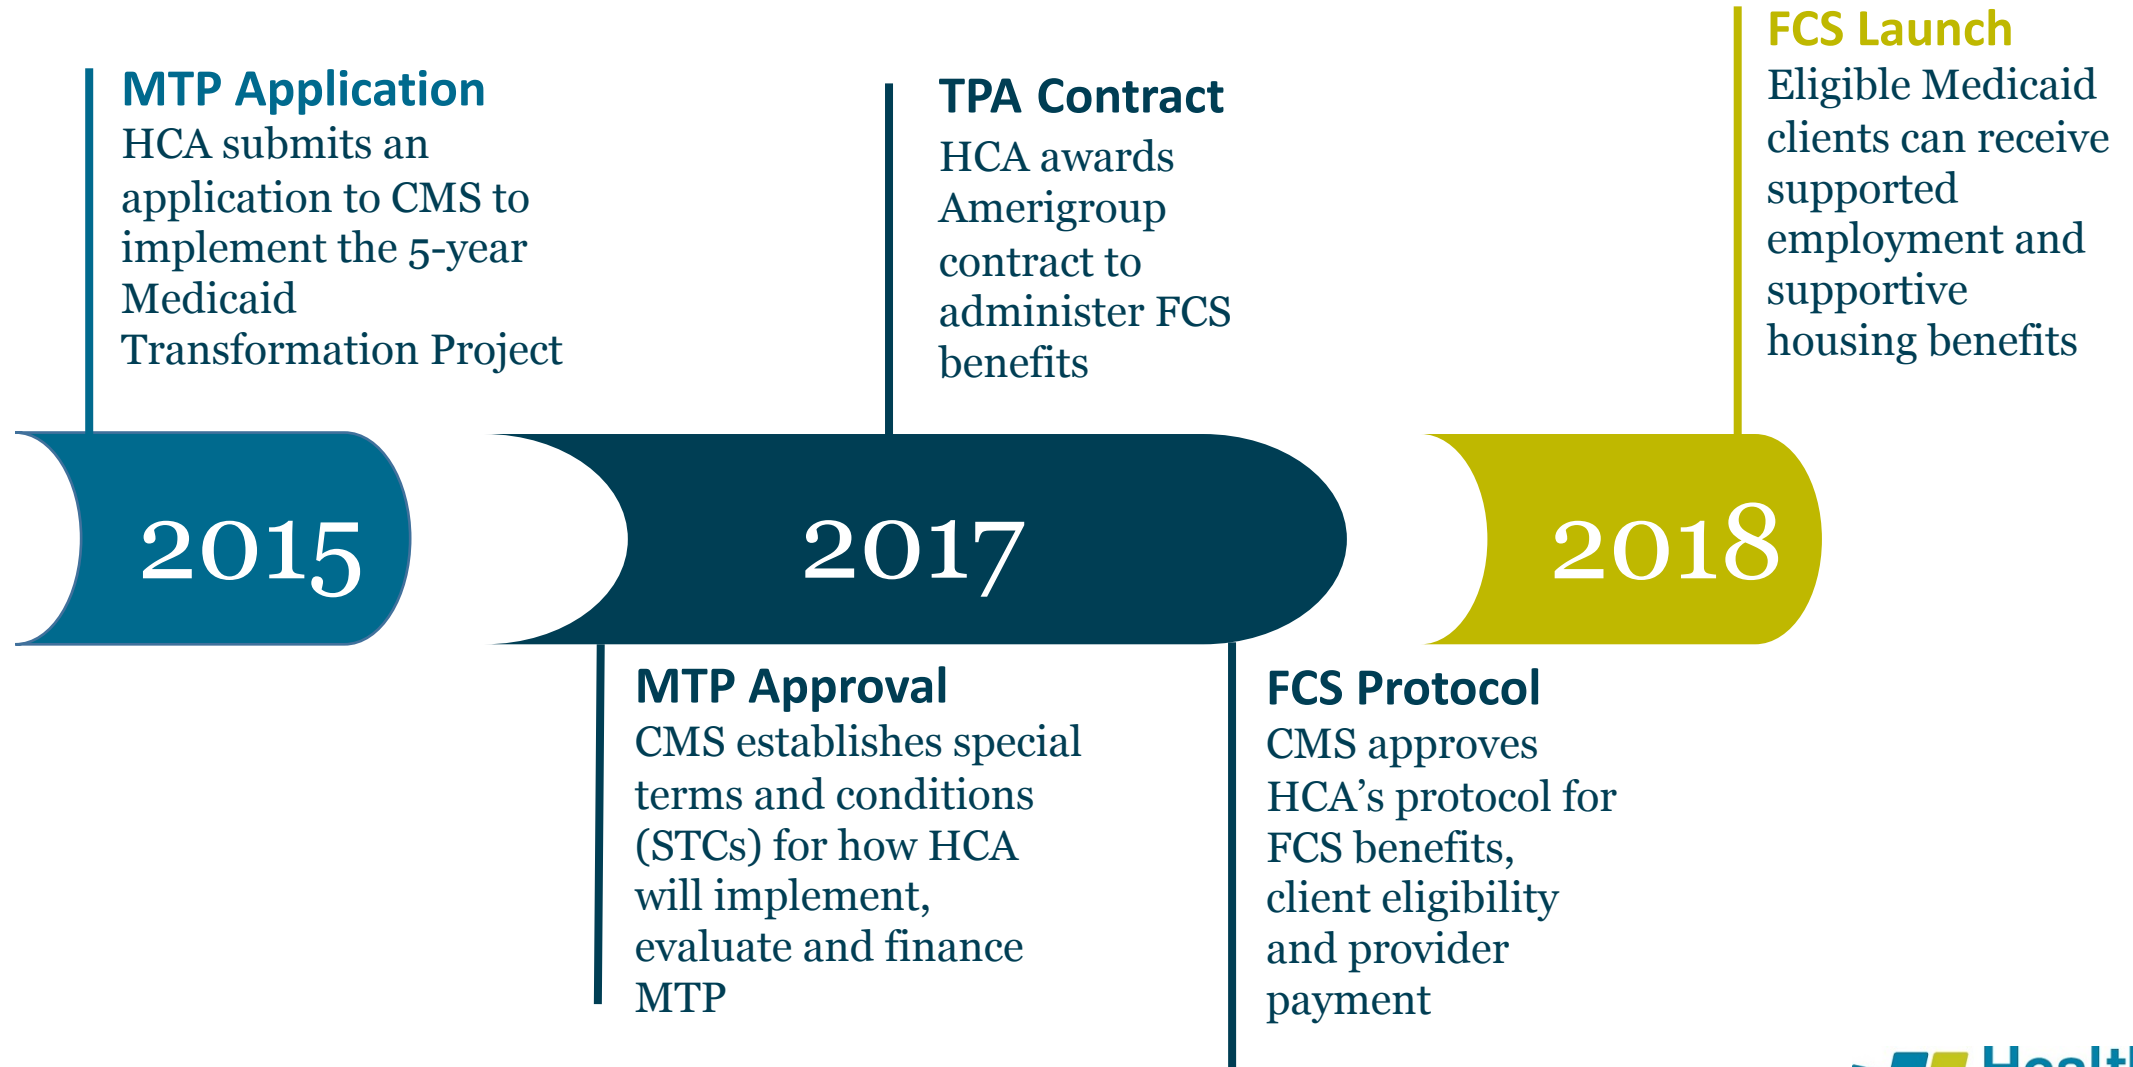 MTP Application
HCA submits an
application to CMS to
implement the 5-year
Medicaid
Transformation Project
TPA Contract
HCA awards
Amerigroup
contract to
administer FCS
benefits
FCS Launch
Eligible Medicaid
clients can receive
supported
employment and
supportive
housing benefits
2015
2017
2018
MTP Approval
CMS establishes special
terms and conditions
(STCs) for how HCA
will implement,
evaluate and finance
MTP
FCS Protocol
CMS approves
HCA’s protocol for
FCS benefits,
client eligibility
and provider
payment